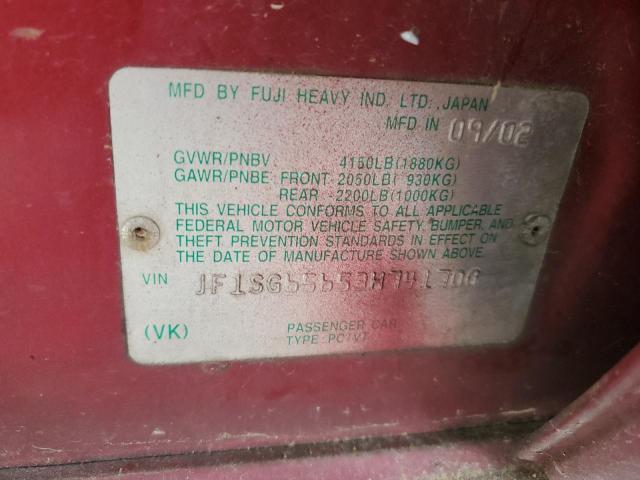 MFD BY FUJI HEAVY IND. LTD., JAPAN
MFD IN 09/02
GVWR/PNBV 4150LB(1880KG)
GAWR/PNBE FRONT 2050LB( 930KG)
REAR 2200LB(1000KG)
THIS VEHICLE CONFORMS TO ALL APPLICABLE
FEDERAL MOTOR VEHICLE SAFETY, BUMPER, AND
THEFT PREVENTION STANDARDS IN EFFECT ON
THE DATE OF MANUFACTURE SHOWN ABOVE.
VIN
(VK) PASSENGER CAR
TYPE: PC/VT